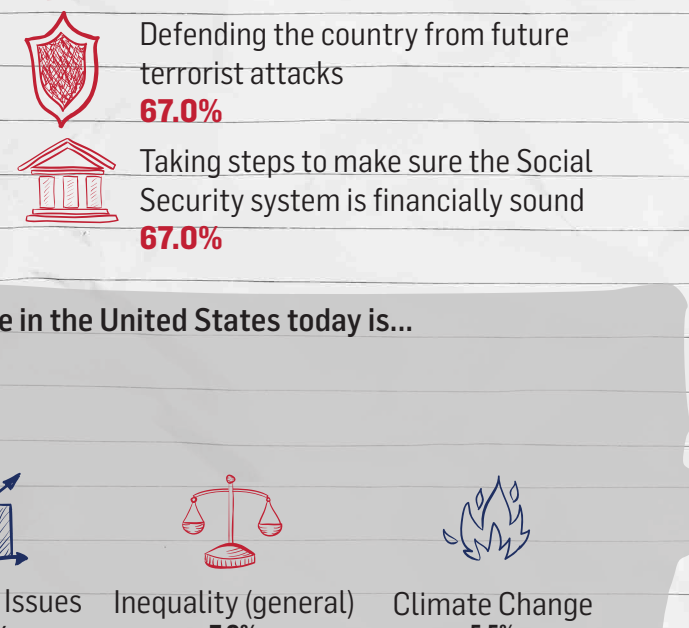 Defending the country from future
terrorist attacks
67.0%
Taking steps to make sure the Social
Security system is financially sound
67.0%
in the United States today is...
Issues Inequality (general) Climate Change